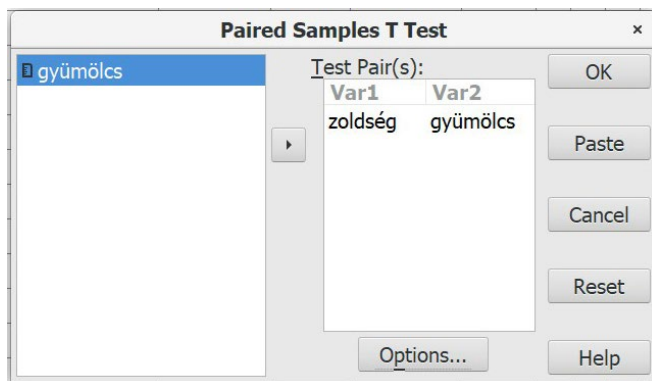 Paired Samples T Test
×
gyümölcs
Test Pair(s):
Var1 Var2
zoldség gyümölcs
OK
Paste
Cancel
Reset
Help
Options...